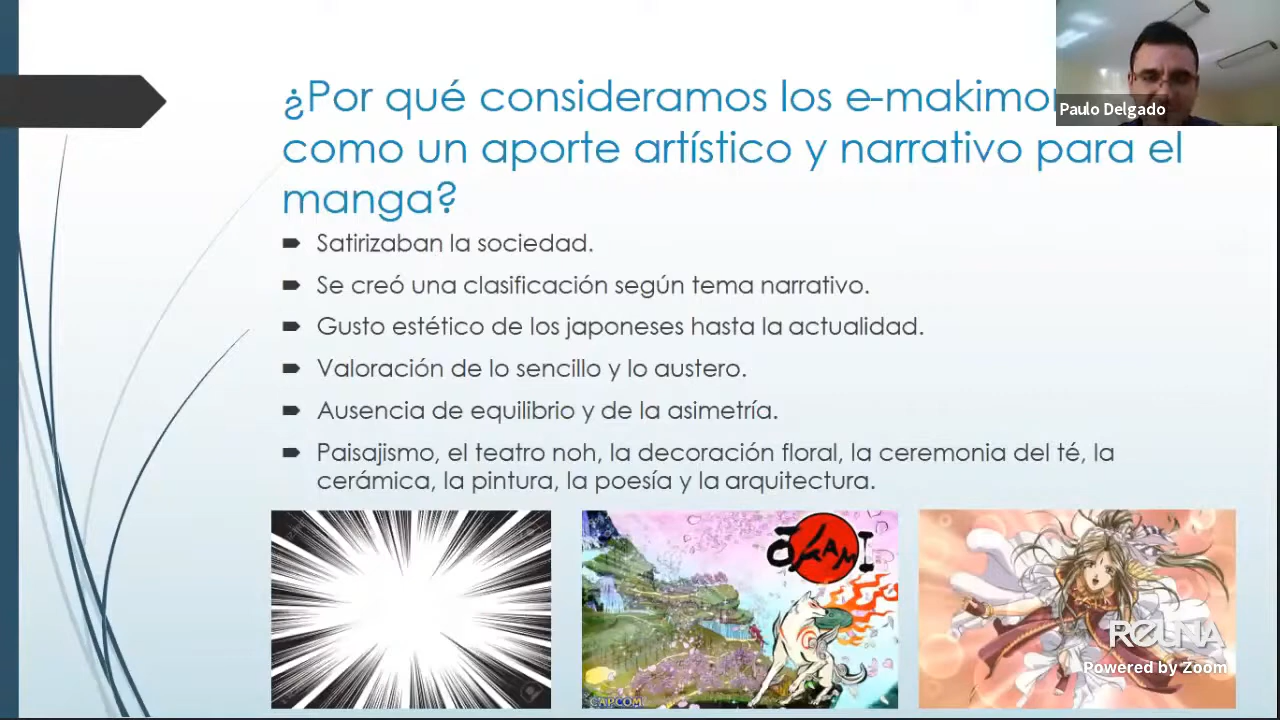 ¿Por qué consideramos los e-makimo
Paulo Delgado
como un aporte artístico y narrativo para el
manga?
Satirizaban la sociedad.
Se creó una clasificación según tema narrativo.
Gusto estético de los japoneses hasta la actualidad.
Valoración de lo sencillo y lo austero.
Ausencia de equilibrio y de la asimetría.
Paisajismo, el teatro noh, la decoración floral, la ceremonia del té, la
cerámica, la pintura, la poesía y la arquitectura.
ŌKAMI
CAPCOM
REUNA
Powered by Zoom